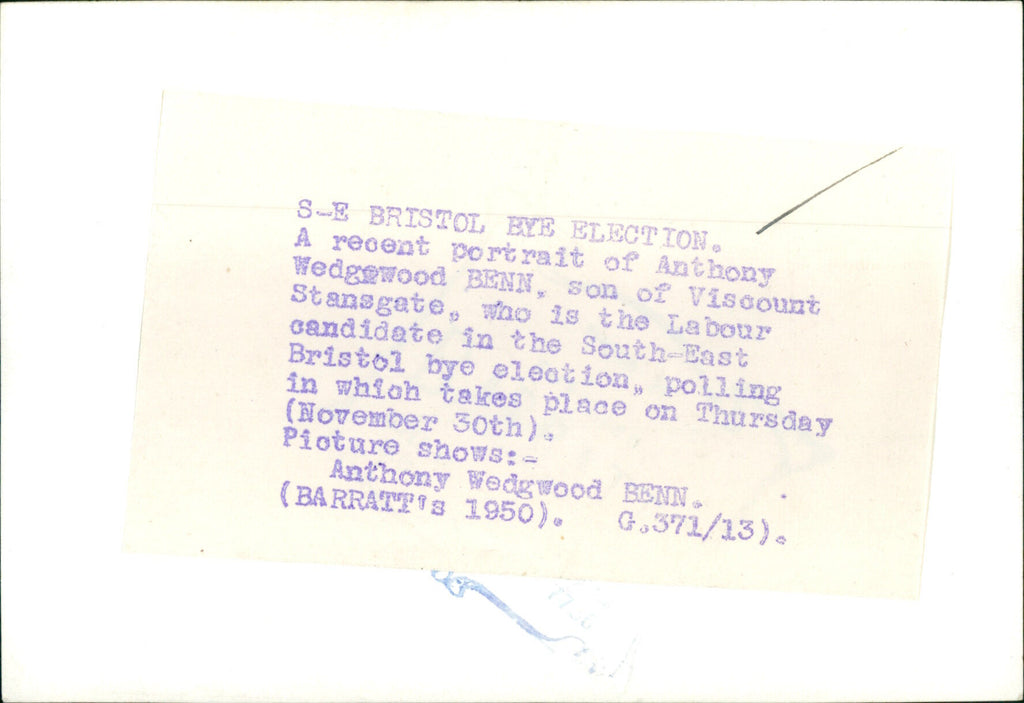 S-E BRISTOL BYE ELECTION.
A recent portrait of Anthony
Wedgewood BENN, son of Viscount
Stansgate, who is the Labour
candidate in the South-East
Bristol bye election, polling
in which takes place on Thursday
(November 30th).
Picture shows:-
Anthony Wedgwood BENN.
(BARRATT's 1950). G.371/13).